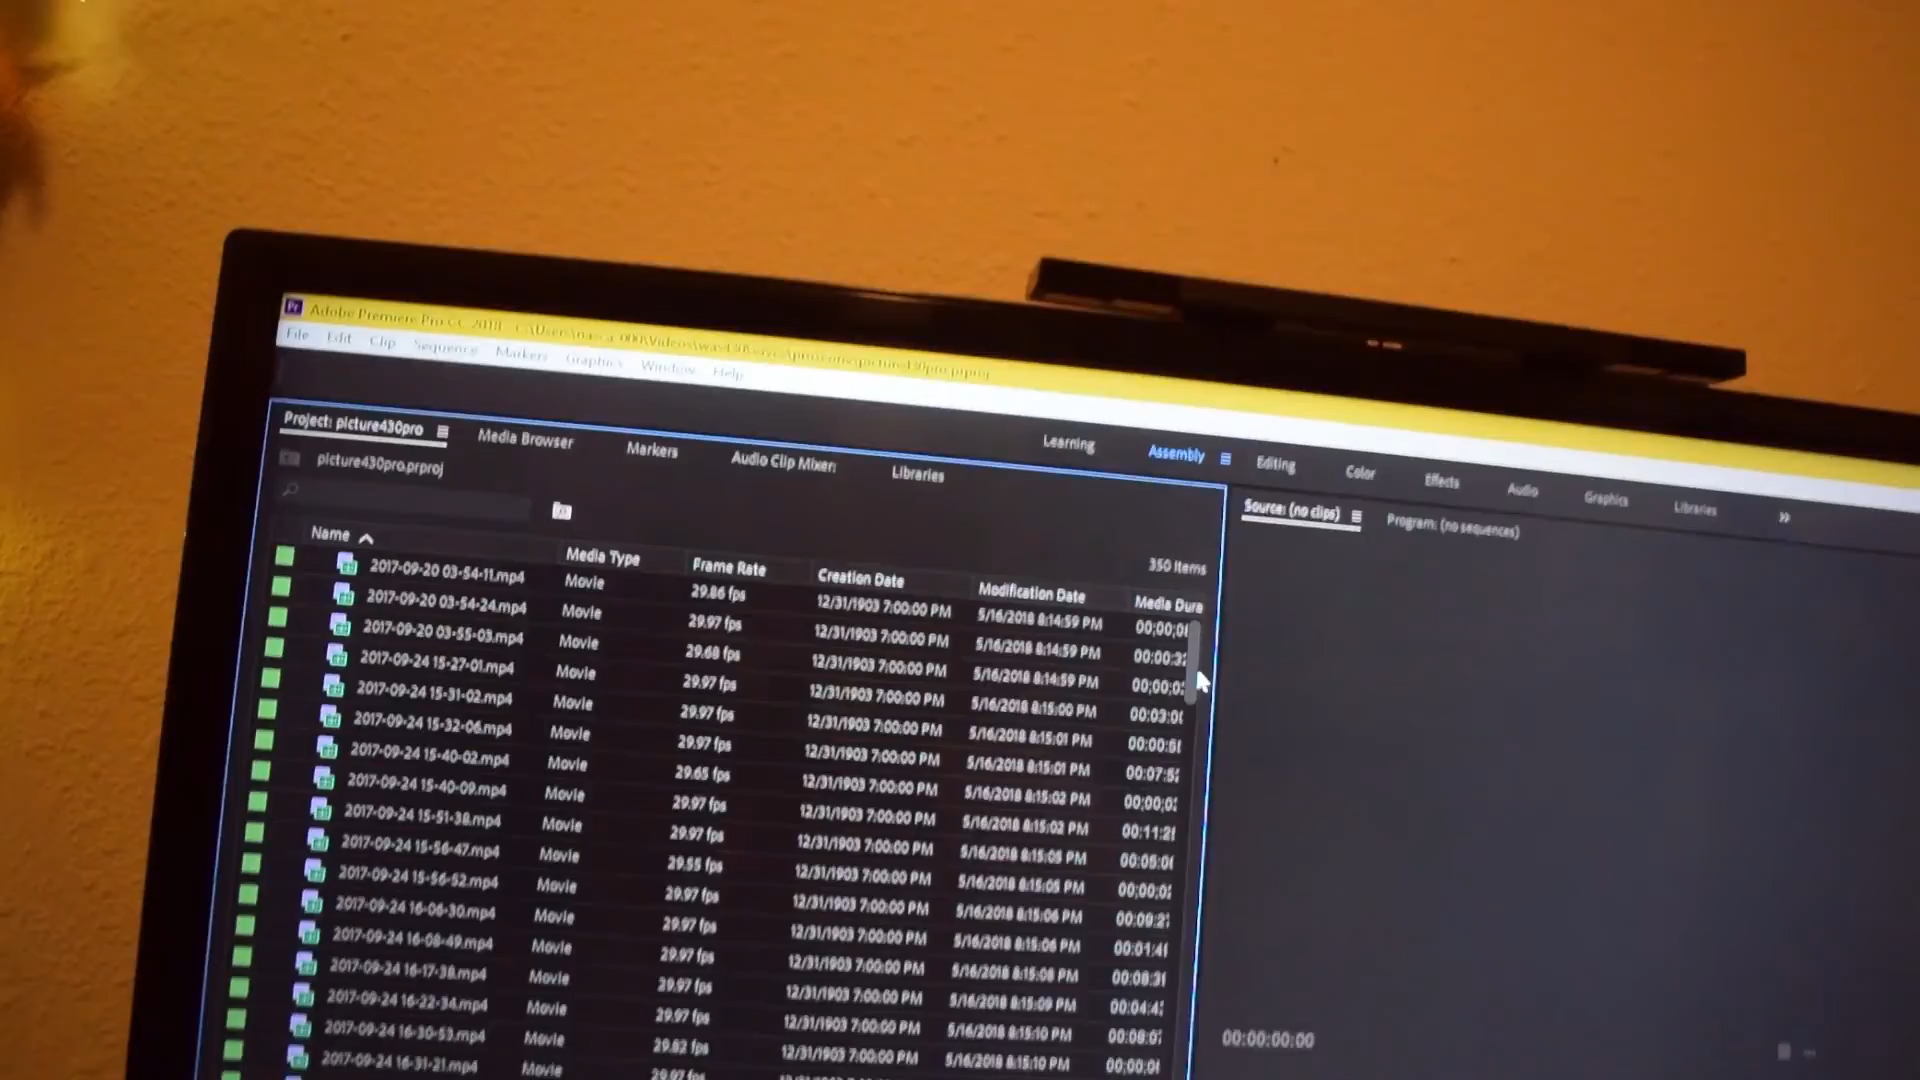 Pr Adobe Premiere Pro CC 2018
File Edit Clip Sequence Markers Graphics Window Help
Learning Assembly Editing Color Effects Audio Graphics Libraries »
Project: picture430pro Media Browser Markers Audio Clip Mixer: Libraries
picture430pro.prproj
Source: (no clips) Program: (no sequences)
350 Items
Name Media Type Frame Rate Creation Date Modification Date Media Dura
2017-09-20 03-54-11.mp4 Movie 29.86 fps 12/31/1903 7:00:00 PM 5/16/2018 8:14:59 PM
2017-09-20 03-54-24.mp4 Movie 29.97 fps 12/31/1903 7:00:00 PM 5/16/2018 8:14:59 PM
2017-09-20 03-55-03.mp4 Movie 29.68 fps 12/31/1903 7:00:00 PM 5/16/2018 8:14:59 PM
2017-09-24 15-27-01.mp4 Movie 29.97 fps 12/31/1903 7:00:00 PM 5/16/2018 8:15:00 PM
2017-09-24 15-31-02.mp4 Movie 29.97 fps 12/31/1903 7:00:00 PM 5/16/2018 8:15:01 PM
2017-09-24 15-32-06.mp4 Movie 29.97 fps 12/31/1903 7:00:00 PM 5/16/2018 8:15:01 PM
2017-09-24 15-40-02.mp4 Movie 29.65 fps 12/31/1903 7:00:00 PM 5/16/2018 8:15:02 PM
2017-09-24 15-40-09.mp4 Movie 29.97 fps 12/31/1903 7:00:00 PM 5/16/2018 8:15:02 PM
2017-09-24 15-51-38.mp4 Movie 29.97 fps 12/31/1903 7:00:00 PM 5/16/2018 8:15:05 PM
2017-09-24 15-56-47.mp4 Movie 29.55 fps 12/31/1903 7:00:00 PM 5/16/2018 8:15:05 PM
2017-09-24 15-56-52.mp4 Movie 29.97 fps 12/31/1903 7:00:00 PM 5/16/2018 8:15:06 PM
2017-09-24 16-06-30.mp4 Movie 29.97 fps 12/31/1903 7:00:00 PM 5/16/2018 8:15:06 PM
2017-09-24 16-08-49.mp4 Movie 29.97 fps 12/31/1903 7:00:00 PM 5/16/2018 8:15:08 PM
2017-09-24 16-17-38.mp4 Movie 29.97 fps 12/31/1903 7:00:00 PM 5/16/2018 8:15:09 PM
2017-09-24 16-22-34.mp4 Movie 29.97 fps 12/31/1903 7:00:00 PM 5/16/2018 8:15:10 PM
2017-09-24 16-30-53.mp4 Movie 29.82 fps 12/31/1903 7:00:00 PM 5/16/2018 8:15:10 PM
2017-09-24 16-31-21.mp4 Movie 29.97 fps
00:00:00:00